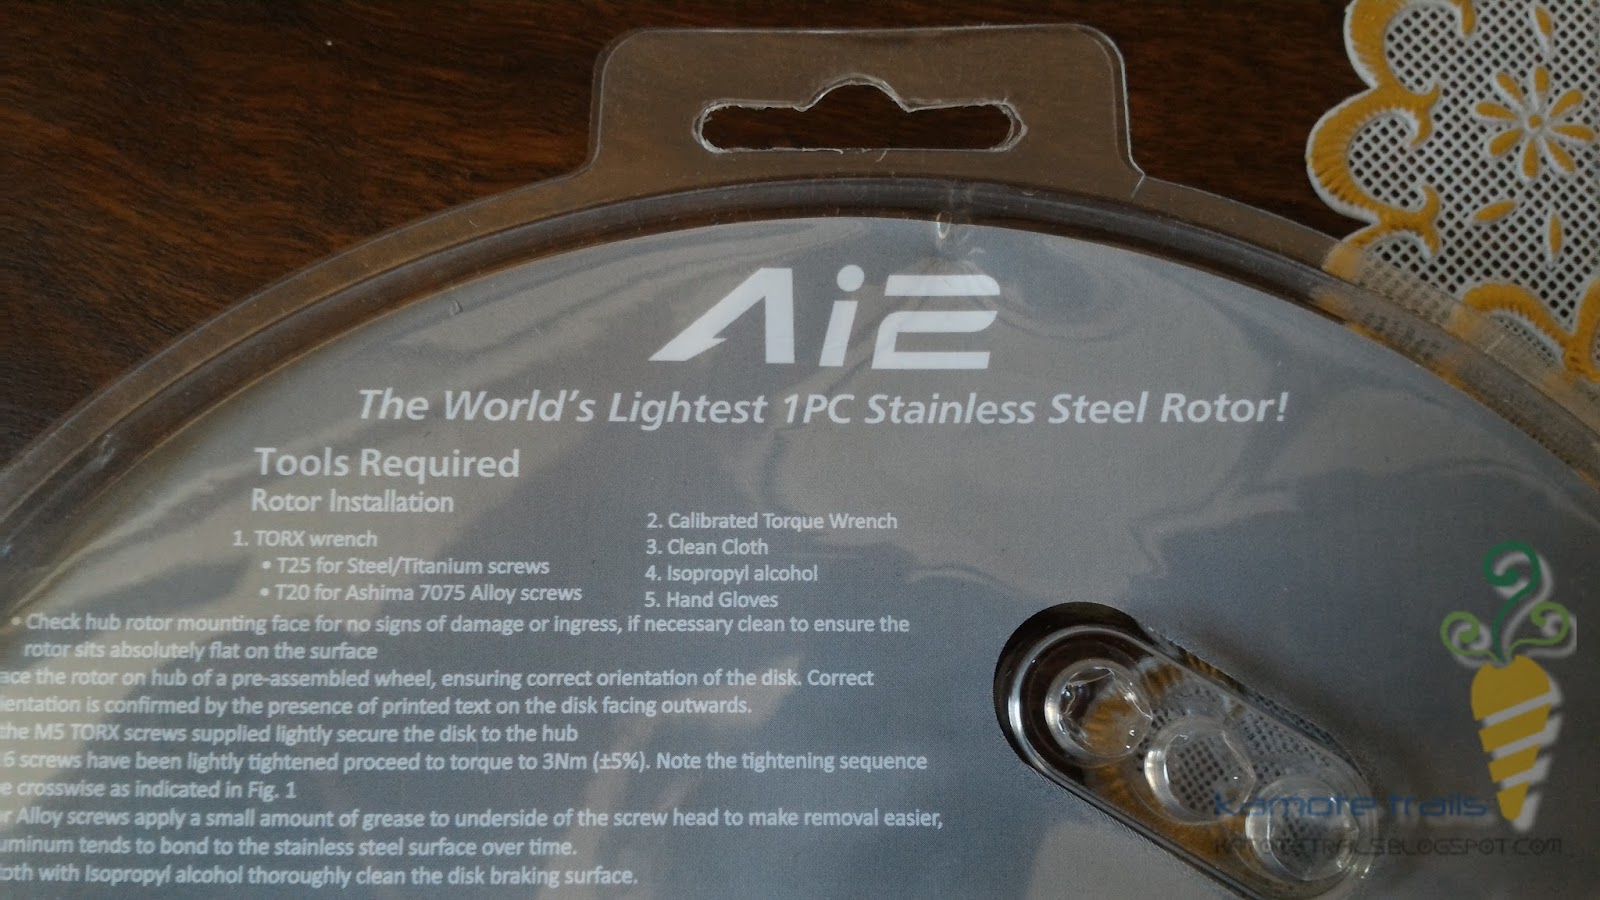 Ai2
The World's Lightest 1PC Stainless Steel Rotor!
Tools Required
Rotor Installation
1. TORX wrench
• T25 for Steel/Titanium screws
• T20 for Ashima 7075 Alloy screws
2. Calibrated Torque Wrench
3. Clean Cloth
4. Isopropyl alcohol
5. Hand Gloves
• Check hub rotor mounting face for no signs of damage or ingress, if necessary clean to ensure the
rotor sits absolutely flat on the surface
ace the rotor on hub of a pre-assembled wheel, ensuring correct orientation of the disk. Correct
ientation is confirmed by the presence of printed text on the disk facing outwards.
the M5 TORX screws supplied lightly secure the disk to the hub
6 screws have been lightly tightened proceed to torque to 3Nm (±5%). Note the tightening sequence
e crosswise as indicated in Fig. 1
r Alloy screws apply a small amount of grease to underside of the screw head to make removal easier,
uminum tends to bond to the stainless steel surface over time.
oth with Isopropyl alcohol thoroughly clean the disk braking surface.
kamote trails
KAMOTETRAILS.BLOGSPOT.COM